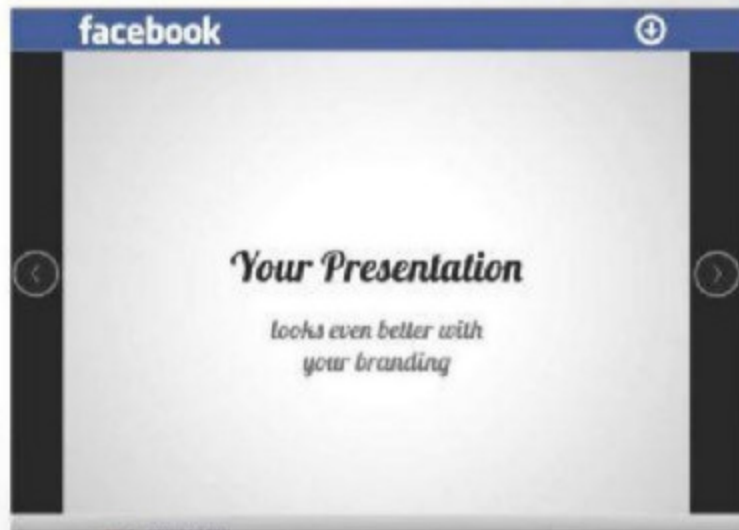 facebook
Your Presentation
looks even better with
your branding